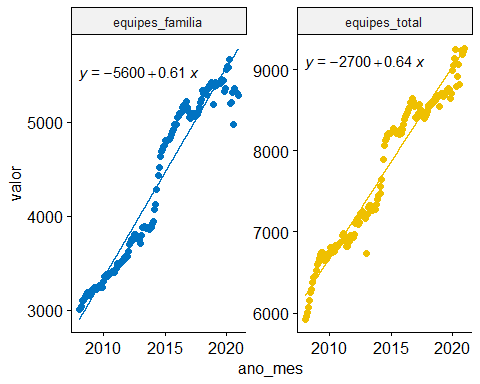 equipes_familia
equipes_total
y = −5600 + 0.61 x
y = −2700 + 0.64 x
valor
5000
4000
3000
9000
8000
7000
6000
2010 2015 2020
2010 2015 2020
ano_mes